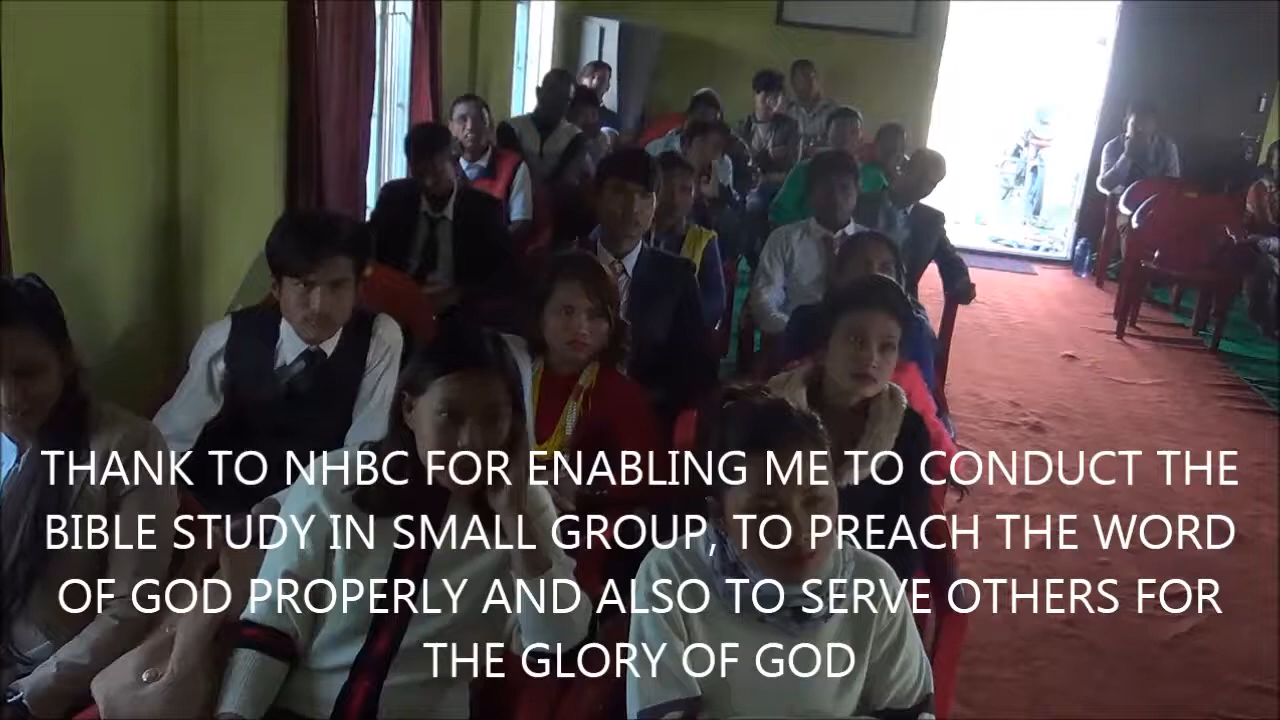 THANK TO NHBC FOR ENABLING ME TO CONDUCT THE
BIBLE STUDY IN SMALL GROUP, TO PREACH THE WORD
OF GOD PROPERLY AND ALSO TO SERVE OTHERS FOR
THE GLORY OF GOD